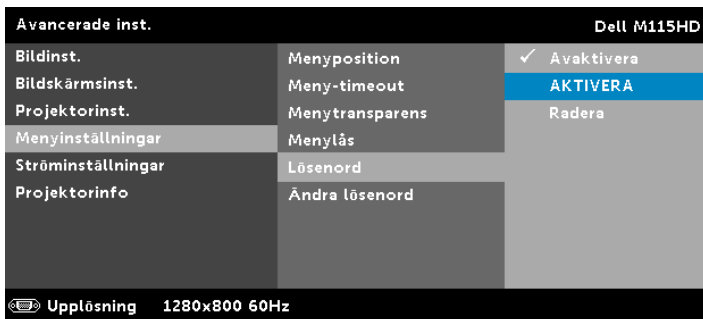 Avancerade inst. Dell M115HD
Bildinst.
Bildskärmsinst.
Projektorinst.
Menyinställningar
Ströminställningar
Projektorinfo
Menyposition
Meny-timeout
Menytransparens
Menylås
Lösenord
Ändra lösenord
Avaktivera
AKTIVERA
Radera
Upplösning 1280x800 60Hz